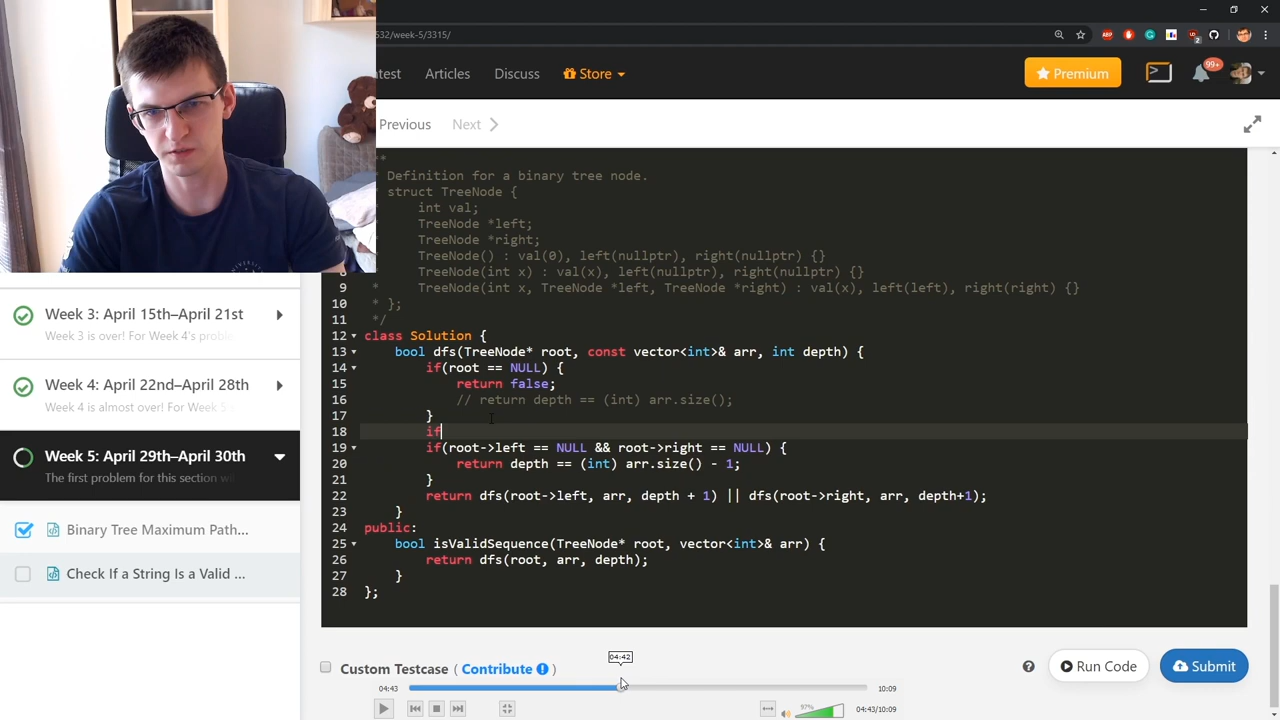 532/week-5/3315/
test Articles Discuss Store Premium 99+
Previous Next
**
Definition for a binary tree node.
* struct TreeNode {
int val;
TreeNode *left;
TreeNode *right;
TreeNode() : val(0), left(nullptr), right(nullptr) {}
8 TreeNode(int x) : val(x), left(nullptr), right(nullptr) {}
9 * TreeNode(int x, TreeNode *left, TreeNode *right) : val(x), left(left), right(right) {}
10 * };
11 */
12 class Solution {
13 bool dfs(TreeNode* root, const vector<int>& arr, int depth) {
14 if(root == NULL) {
15 return false;
16 // return depth == (int) arr.size();
17 }
18 if
19 if(root->left == NULL && root->right == NULL) {
20 return depth == (int) arr.size() - 1;
21 }
22 return dfs(root->left, arr, depth + 1) || dfs(root->right, arr, depth+1);
23 }
24 public:
25 bool isValidSequence(TreeNode* root, vector<int>& arr) {
26 return dfs(root, arr, depth);
27 }
28 };
Week 3: April 15th–April 21st
Week 3 is over! For Week 4's proble
Week 4: April 22nd–April 28th
Week 4 is almost over! For Week 5's
Week 5: April 29th–April 30th
The first problem for this section wi
Binary Tree Maximum Path...
Check If a String Is a Valid ...
Custom Testcase ( Contribute )
? Run Code Submit
04:42
04:43 10:09
97% 04:43/10:09